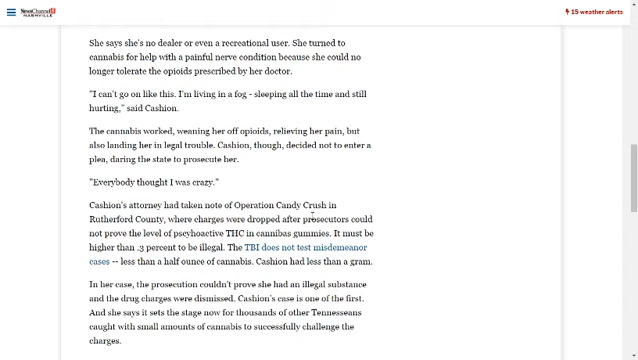 NewsChannel 5
NASHVILLE
15 weather alerts
She says she's no dealer or even a recreational user. She turned to
cannabis for help with a painful nerve condition because she could no
longer tolerate the opioids prescribed by her doctor.
"I can't go on like this. I'm living in a fog - sleeping all the time and still
hurting," said Cashion.
The cannabis worked, weaning her off opioids, relieving her pain, but
also landing her in legal trouble. Cashion, though, decided not to enter a
plea, daring the state to prosecute her.
"Everybody thought I was crazy."
Cashion's attorney had taken note of Operation Candy Crush in
Rutherford County, where charges were dropped after prosecutors could
not prove the level of pscyhoactive THC in cannibas gummies. It must be
higher than .3 percent to be illegal. The TBI does not test misdemeanor
cases -- less than a half ounce of cannabis. Cashion had less than a gram.
In her case, the prosecution couldn't prove she had an illegal substance
and the drug charges were dismissed. Cashion's case is one of the first.
And she says it sets the stage now for thousands of other Tennesseans
caught with small amounts of cannabis to successfully challenge the
charges.